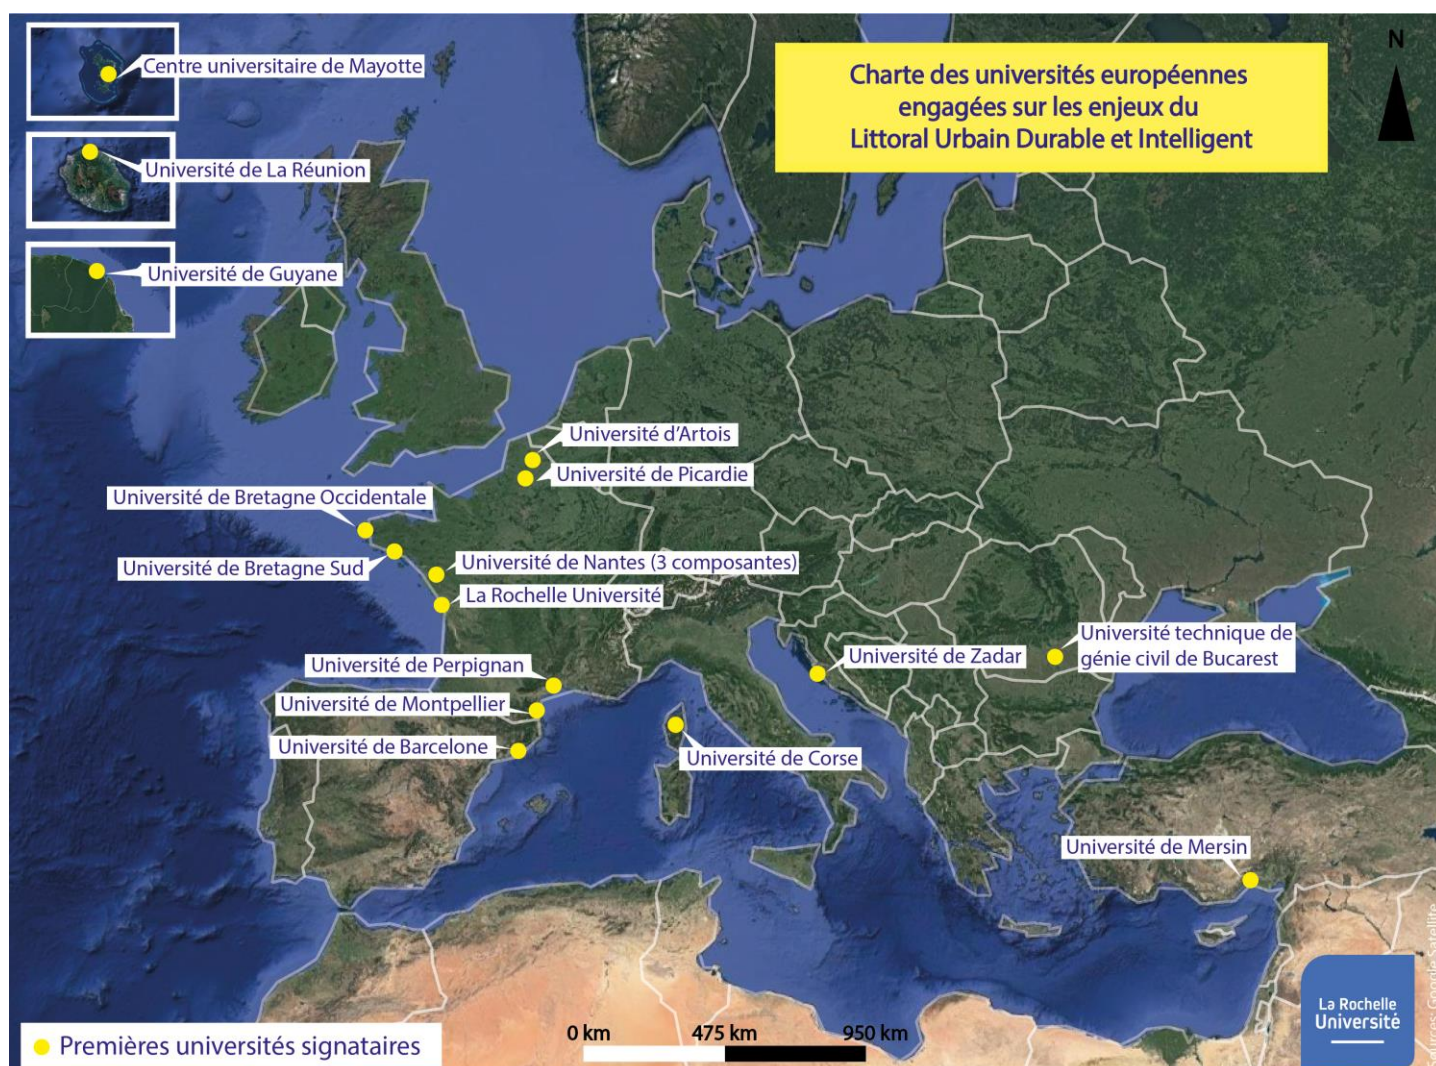 Centre universitaire de Mayotte
Université de La Réunion
Université de Guyane
Charte des universités européennes
engagées sur les enjeux du
Littoral Urbain Durable et Intelligent
N
Université d'Artois
Université de Picardie
Université de Bretagne Occidentale
Université de Bretagne Sud
Université de Nantes (3 composantes)
La Rochelle Université
Université de Perpignan
Université de Montpellier
Université de Barcelone
Université de Corse
Université de Zadar
Université technique de
génie civil de Bucarest
Université de Mersin
Premières universités signataires
0 km 475 km 950 km
La Rochelle
Université
Sources: Google Satellite